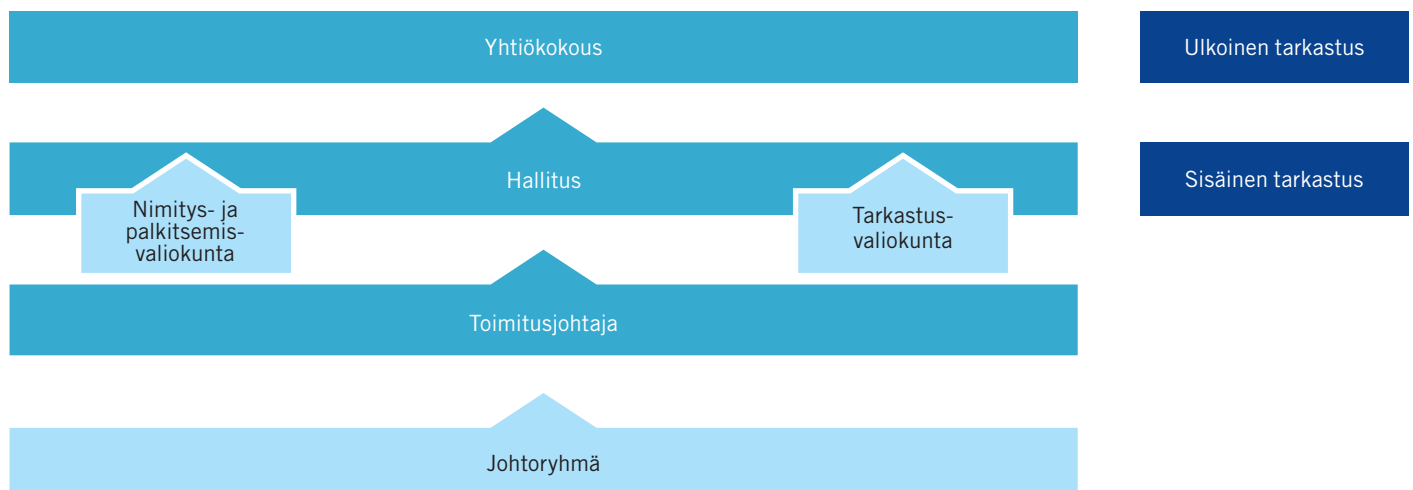 Yhtiökokous
Ulkoinen tarkastus
Hallitus
Sisäinen tarkastus
Nimitys- ja
palkitsemis-
valiokunta
Tarkastus-
valiokunta
Toimitusjohtaja
Johtoryhmä